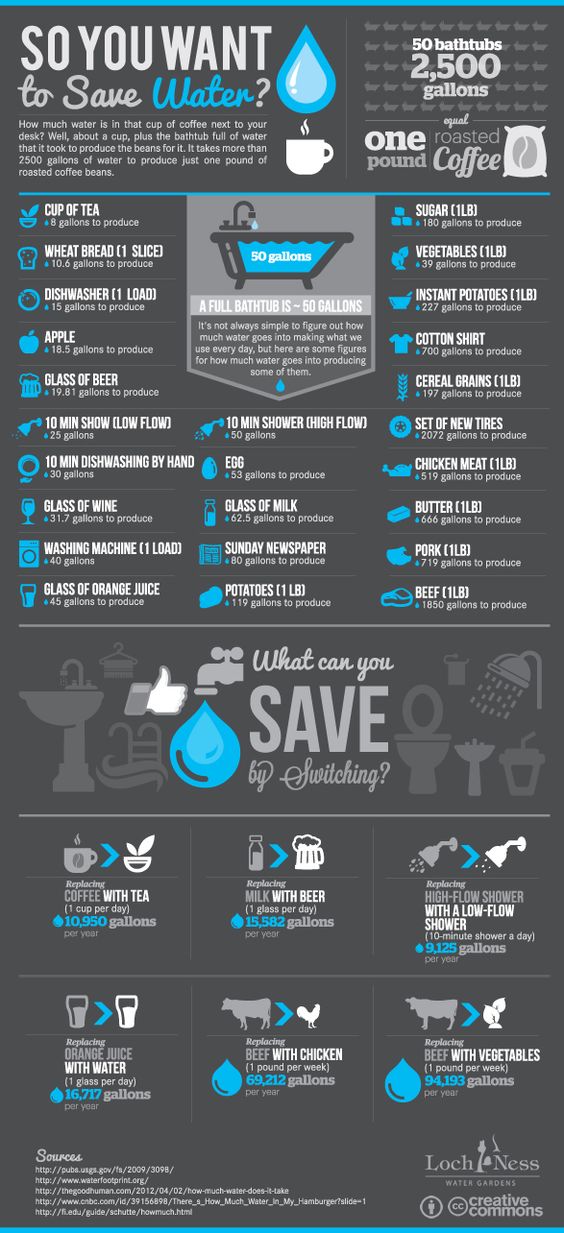 SO YOU WANT
to Save Water?
How much water is in that cup of coffee next to your
desk? Well, about a cup, plus the bathtub full of water
that it took to produce the beans for it. It takes more than
2500 gallons of water to produce just one pound of
roasted coffee beans.
50 bathtubs
2,500
gallons
equal
one
pound
roasted
Coffee
CUP OF TEA
8 gallons to produce
WHEAT BREAD (1 SLICE)
10.6 gallons to produce
DISHWASHER (1 LOAD)
15 gallons to produce
APPLE
18.5 gallons to produce
GLASS OF BEER
19.81 gallons to produce
50 gallons
A FULL BATHTUB IS ~ 50 GALLONS
It's not always simple to figure out how
much water goes into making what we
use every day, but here are some figures
for how much water goes into producing
some of them.
SUGAR (1LB)
180 gallons to produce
VEGETABLES (1LB)
39 gallons to produce
INSTANT POTATOES (1LB)
227 gallons to produce
COTTON SHIRT
700 gallons to produce
CEREAL GRAINS (1LB)
197 gallons to produce
10 MIN SHOW (LOW FLOW)
25 gallons
10 MIN DISHWASHING BY HAND
30 gallons
GLASS OF WINE
31.7 gallons to produce
WASHING MACHINE (1 LOAD)
40 gallons
GLASS OF ORANGE JUICE
45 gallons to produce
10 MIN SHOWER (HIGH FLOW)
50 gallons
EGG
53 gallons to produce
GLASS OF MILK
62.5 gallons to produce
SUNDAY NEWSPAPER
80 gallons to produce
POTATOES (1 LB)
119 gallons to produce
SET OF NEW TIRES
2072 gallons to produce
CHICKEN MEAT (1LB)
519 gallons to produce
BUTTER (1LB)
666 gallons to produce
PORK (1LB)
719 gallons to produce
BEEF (1LB)
1850 gallons to produce
What can you
SAVE
by Switching?
Replacing
COFFEE WITH TEA
(1 cup per day)
10,950 gallons
per year
Replacing
MILK WITH BEER
(1 glass per day)
15,582 gallons
per year
Replacing
HIGH-FLOW SHOWER
WITH A LOW-FLOW
SHOWER
(10-minute shower a day)
9,125 gallons
per year
Replacing
ORANGE JUICE
WITH WATER
(1 glass per day)
16,717 gallons
per year
Replacing
BEEF WITH CHICKEN
(1 pound per week)
69,212 gallons
per year
Replacing
BEEF WITH VEGETABLES
(1 pound per week)
94,193 gallons
per year
Sources
http://pubs.usgs.gov/fs/2009/3098/
http://www.waterfootprint.org/
http://thegoodhuman.com/2012/04/02/how-much-water-does-it-take
http://www.cnbc.com/id/39156898/There_s_How_Much_Water_In_My_Hamburger?slide=1
http://fi.edu/guide/schutte/howmuch.html
Loch Ness
WATER GARDENS
cc creative
commons